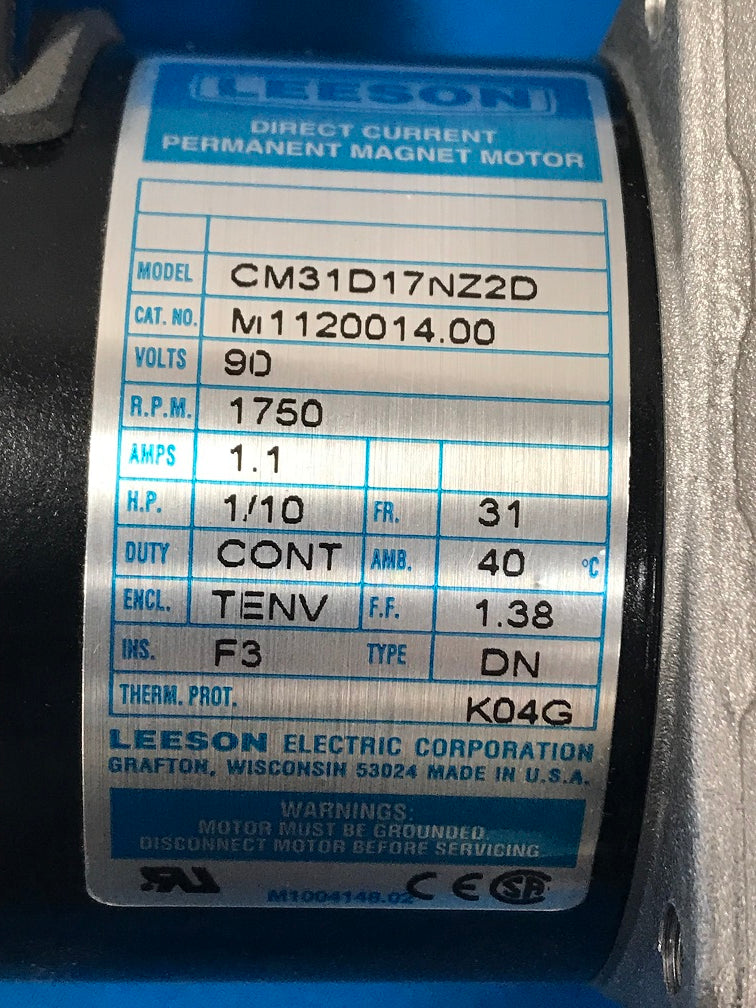 LEESON
DIRECT CURRENT
PERMANENT MAGNET MOTOR
MODEL CM31D17NZ2D
CAT. NO. M1120014.00
VOLTS 90
R.P.M. 1750
AMPS 1.1
H.P. 1/10 FR. 31
DUTY CONT AMB. 40 °C
ENCL. TENV F.F. 1.38
INS. F3 TYPE DN
THERM. PROT. K04G
LEESON ELECTRIC CORPORATION
GRAFTON, WISCONSIN 53024 MADE IN U.S.A.
WARNINGS:
MOTOR MUST BE GROUNDED.
DISCONNECT MOTOR BEFORE SERVICING
RU M1004148.02 CE SA